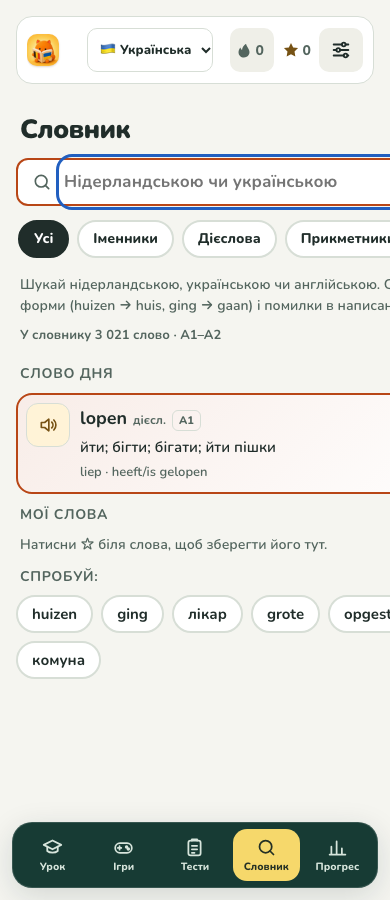 Українська
0
0
Словник
Нідерландською чи українською
Усі
Іменники
Дієслова
Прикметники
Шукай нідерландською, українською чи англійською.
форми (huizen → huis, ging → gaan) і помилки в
У словнику 3 021 слово · A1–A2
СЛОВО ДНЯ
lopen дієсл. A1
йти; бігти; бігати; йти пішки
liep · heeft/is gelopen
МОЇ СЛОВА
Натисни ☆ біля слова, щоб зберегти його тут.
СПРОБУЙ:
huizen
ging
лікар
grote
комуна
Урок
Ігри
Тести
Словник
Прогрес